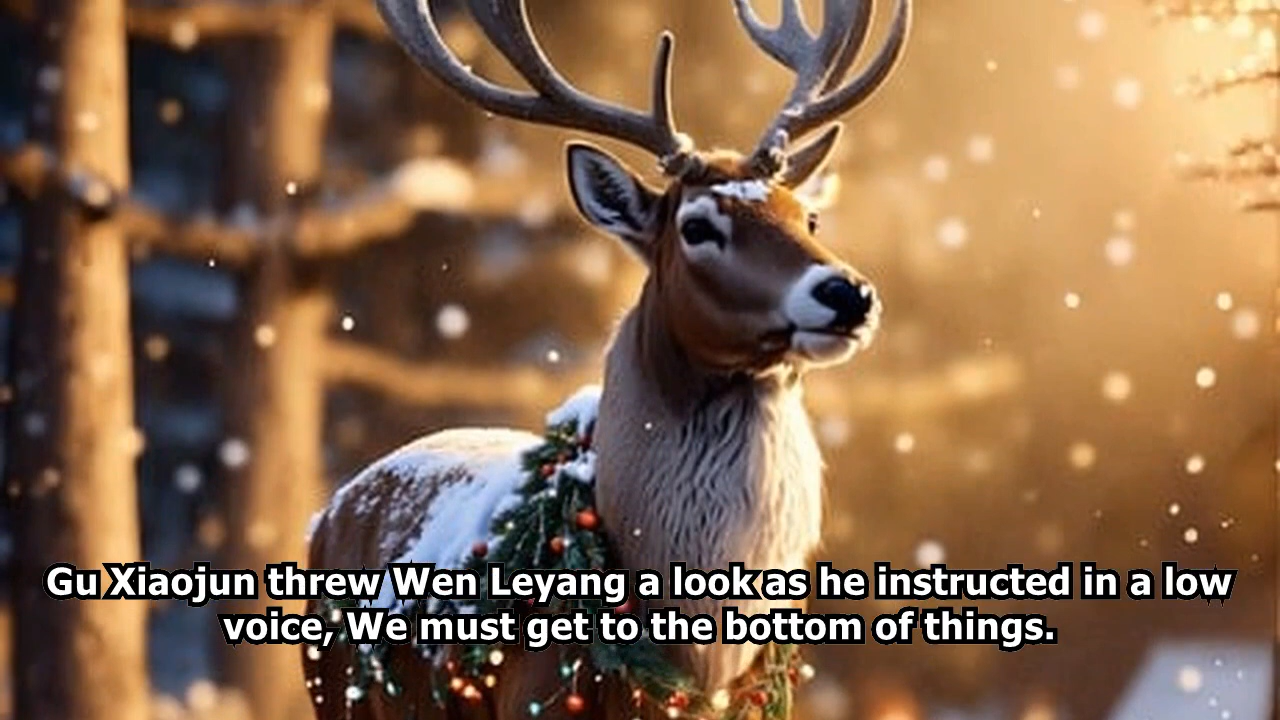 Gu Xiaojun threw Wen Leyang a look as he instructed in a low
voice, We must get to the bottom of things.